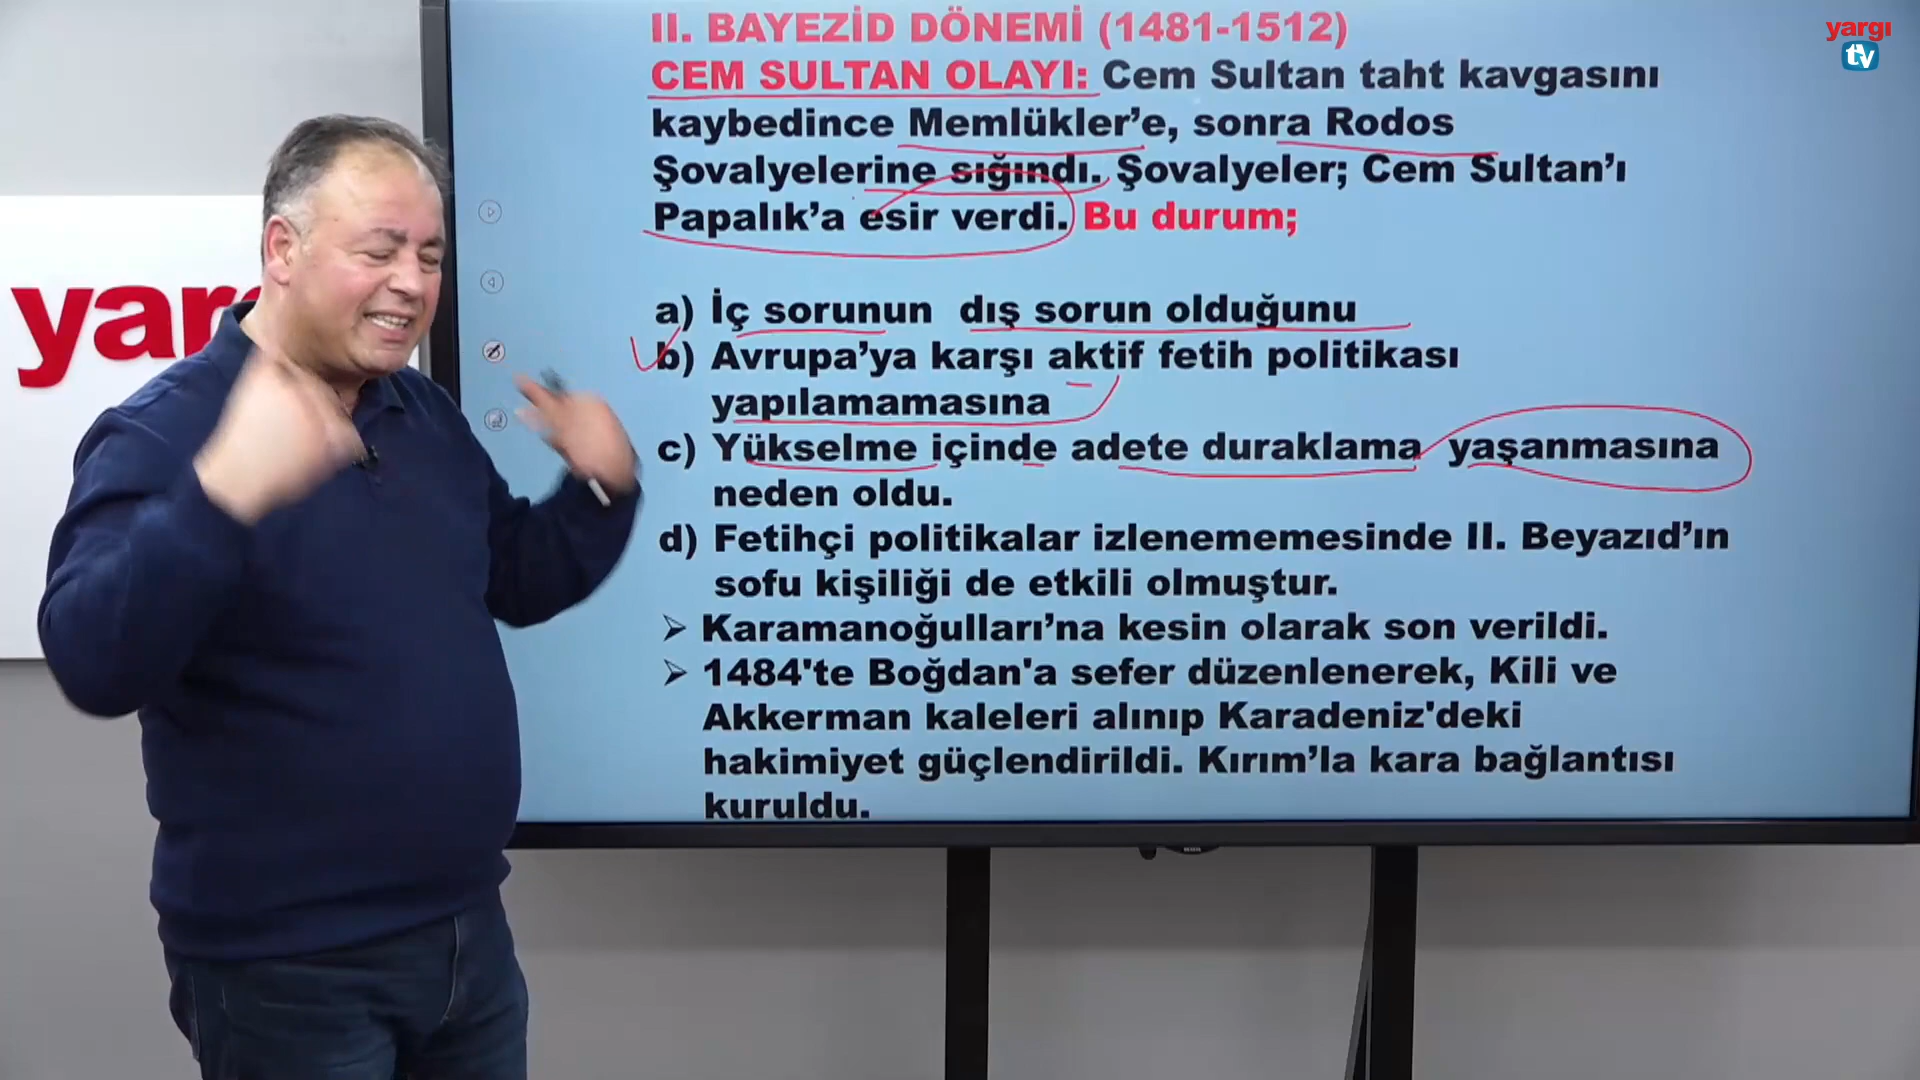 yargı
tv
II. BAYEZİD DÖNEMİ (1481-1512)
CEM SULTAN OLAYI: Cem Sultan taht kavgasını
kaybedince Memlükler’e, sonra Rodos
Şovalyelerine sığındı. Şovalyeler; Cem Sultan’ı
Papalık’a esir verdi. Bu durum;
a) İç sorunun dış sorun olduğunu
b) Avrupa’ya karşı aktif fetih politikası
yapılamamasına
c) Yükselme içinde adete duraklama yaşanmasına
neden oldu.
d) Fetihçi politikalar izlenememesinde II. Beyazıd’ın
sofu kişiliği de etkili olmuştur.
➢ Karamanoğulları’na kesin olarak son verildi.
➢ 1484'te Boğdan'a sefer düzenlenerek, Kili ve
Akkerman kaleleri alınıp Karadeniz'deki
hakimiyet güçlendirildi. Kırım’la kara bağlantısı
kuruldu.